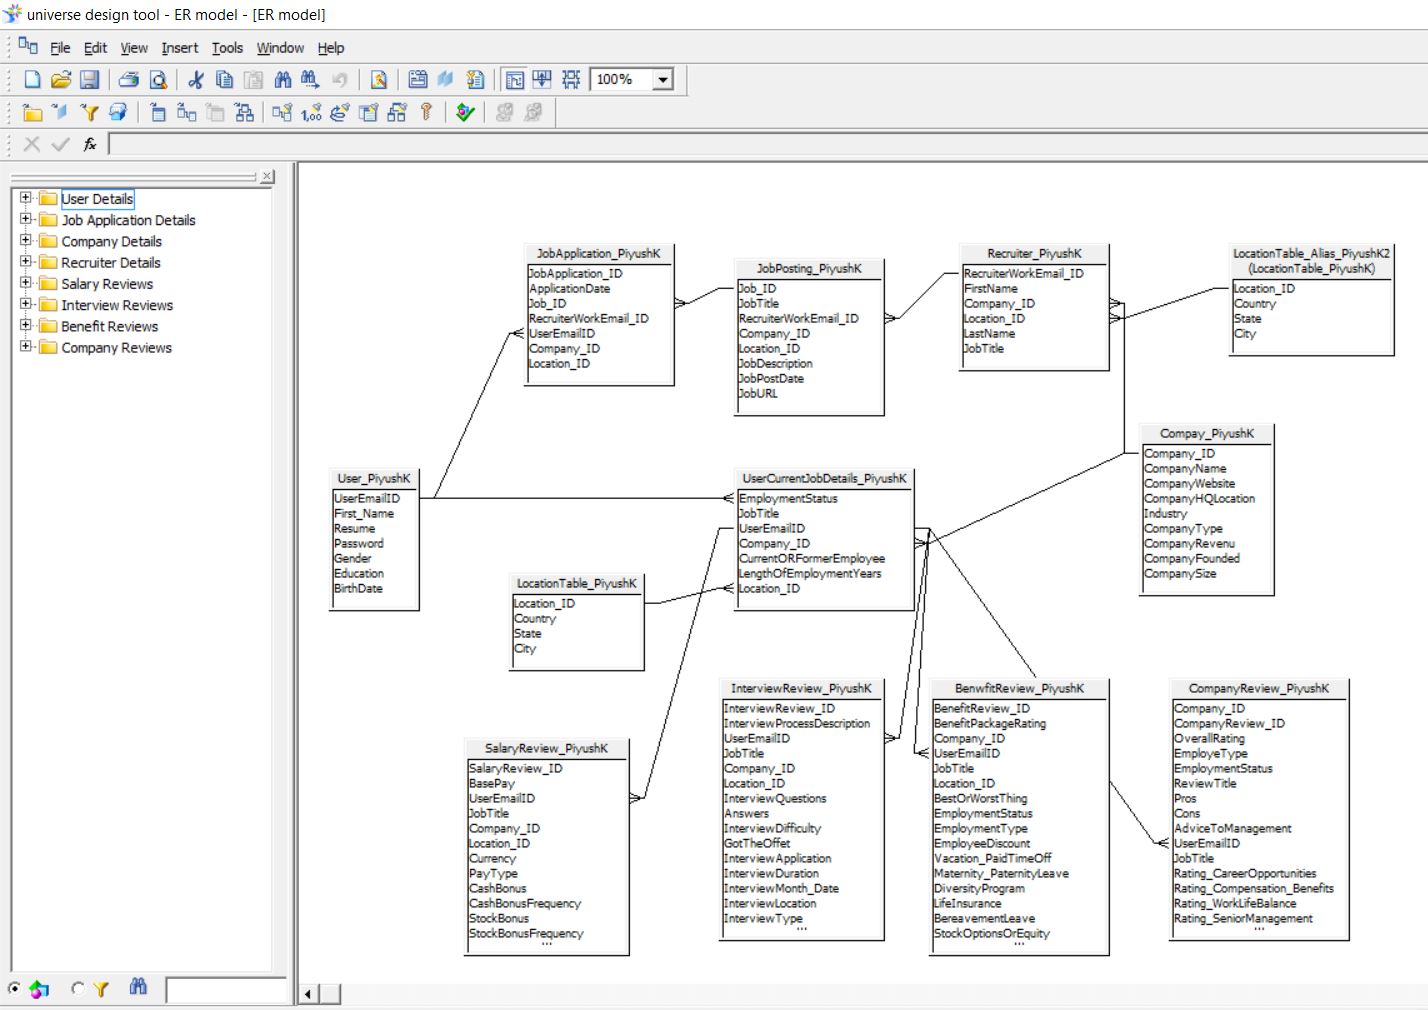 universe design tool - ER model - [ER model]
File Edit View Insert Tools Window Help
100%
1,00
fx
User Details
Job Application Details
Company Details
Recruiter Details
Salary Reviews
Interview Reviews
Benefit Reviews
Company Reviews
JobApplication_PiyushK
JobApplication_ID
ApplicationDate
Job_ID
RecruiterWorkEmail_ID
UserEmailID
Company_ID
Location_ID
JobPosting_PiyushK
Job_ID
JobTitle
RecruiterWorkEmail_ID
Company_ID
Location_ID
JobDescription
JobPostDate
JobURL
Recruiter_PiyushK
RecruiterWorkEmail_ID
FirstName
Company_ID
Location_ID
LastName
JobTitle
LocationTable_Alias_PiyushK2
(LocationTable_PiyushK)
Location_ID
Country
State
City
User_PiyushK
UserEmailID
First_Name
Resume
Password
Gender
Education
BirthDate
UserCurrentJobDetails_PiyushK
EmploymentStatus
JobTitle
UserEmailID
Company_ID
CurrentORFormerEmployee
LengthOfEmploymentYears
Location_ID
Compay_PiyushK
Company_ID
CompanyName
CompanyWebsite
CompanyHQLocation
Industry
CompanyType
CompanyRevenu
CompanyFounded
CompanySize
LocationTable_PiyushK
Location_ID
Country
State
City
SalaryReview_PiyushK
SalaryReview_ID
BasePay
UserEmailID
JobTitle
Company_ID
Location_ID
Currency
PayType
CashBonus
CashBonusFrequency
StockBonus
StockBonusFrequency
...
InterviewReview_PiyushK
InterviewReview_ID
InterviewProcessDescription
UserEmailID
JobTitle
Company_ID
Location_ID
InterviewQuestions
Answers
InterviewDifficulty
GotTheOffet
InterviewApplication
InterviewDuration
InterviewMonth_Date
InterviewLocation
InterviewType
...
BenwfitReview_PiyushK
BenefitReview_ID
BenefitPackageRating
Company_ID
UserEmailID
JobTitle
Location_ID
BestOrWorstThing
EmploymentStatus
EmploymentType
EmployeeDiscount
Vacation_PaidTimeOff
Maternity_PaternityLeave
DiversityProgram
LifeInsurance
BereavementLeave
StockOptionsOrEquity
...
CompanyReview_PiyushK
Company_ID
CompanyReview_ID
OverallRating
EmployeType
EmploymentStatus
ReviewTitle
Pros
Cons
AdviceToManagement
UserEmailID
JobTitle
Rating_CareerOpportunities
Rating_Compensation_Benefits
Rating_WorkLifeBalance
Rating_SeniorManagement
...